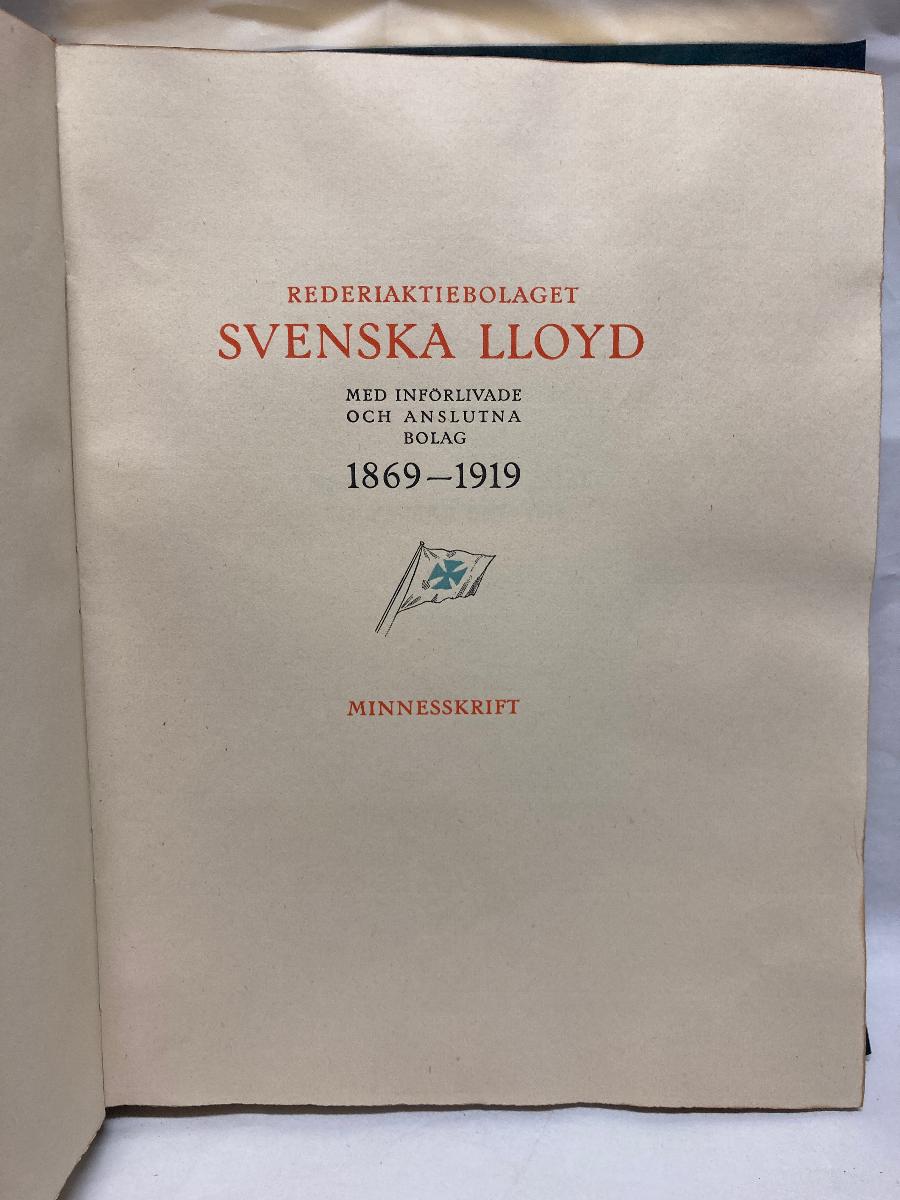 REDERIAKTIEBOLAGET
SVENSKA LLOYD
MED INFÖRLIVADE
OCH ANSLUTNA
BOLAG
1869—1919
MINNESSKRIFT